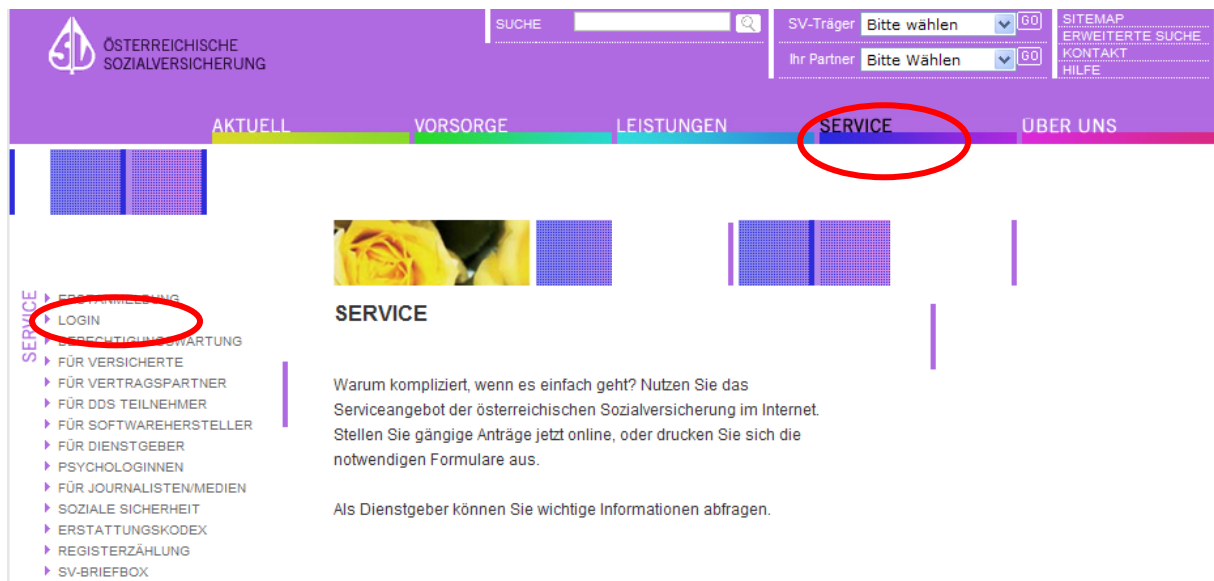 ÖSTERREICHISCHE
SOZIALVERSICHERUNG
SUCHE
SV-Träger Bitte wählen GO
Ihr Partner Bitte Wählen GO
SITEMAP
ERWEITERTE SUCHE
KONTAKT
HILFE
AKTUELL VORSORGE LEISTUNGEN SERVICE ÜBER UNS
SERVICE
ERSTANMELDUNG
LOGIN
BERECHTIGUNGSWARTUNG
FÜR VERSICHERTE
FÜR VERTRAGSPARTNER
FÜR DDS TEILNEHMER
FÜR SOFTWAREHERSTELLER
FÜR DIENSTGEBER
PSYCHOLOGINNEN
FÜR JOURNALISTEN/MEDIEN
SOZIALE SICHERHEIT
ERSTATTUNGSKODEX
REGISTERZÄHLUNG
SV-BRIEFBOX
SERVICE
Warum kompliziert, wenn es einfach geht? Nutzen Sie das
Serviceangebot der österreichischen Sozialversicherung im Internet.
Stellen Sie gängige Anträge jetzt online, oder drucken Sie sich die
notwendigen Formulare aus.
Als Dienstgeber können Sie wichtige Informationen abfragen.